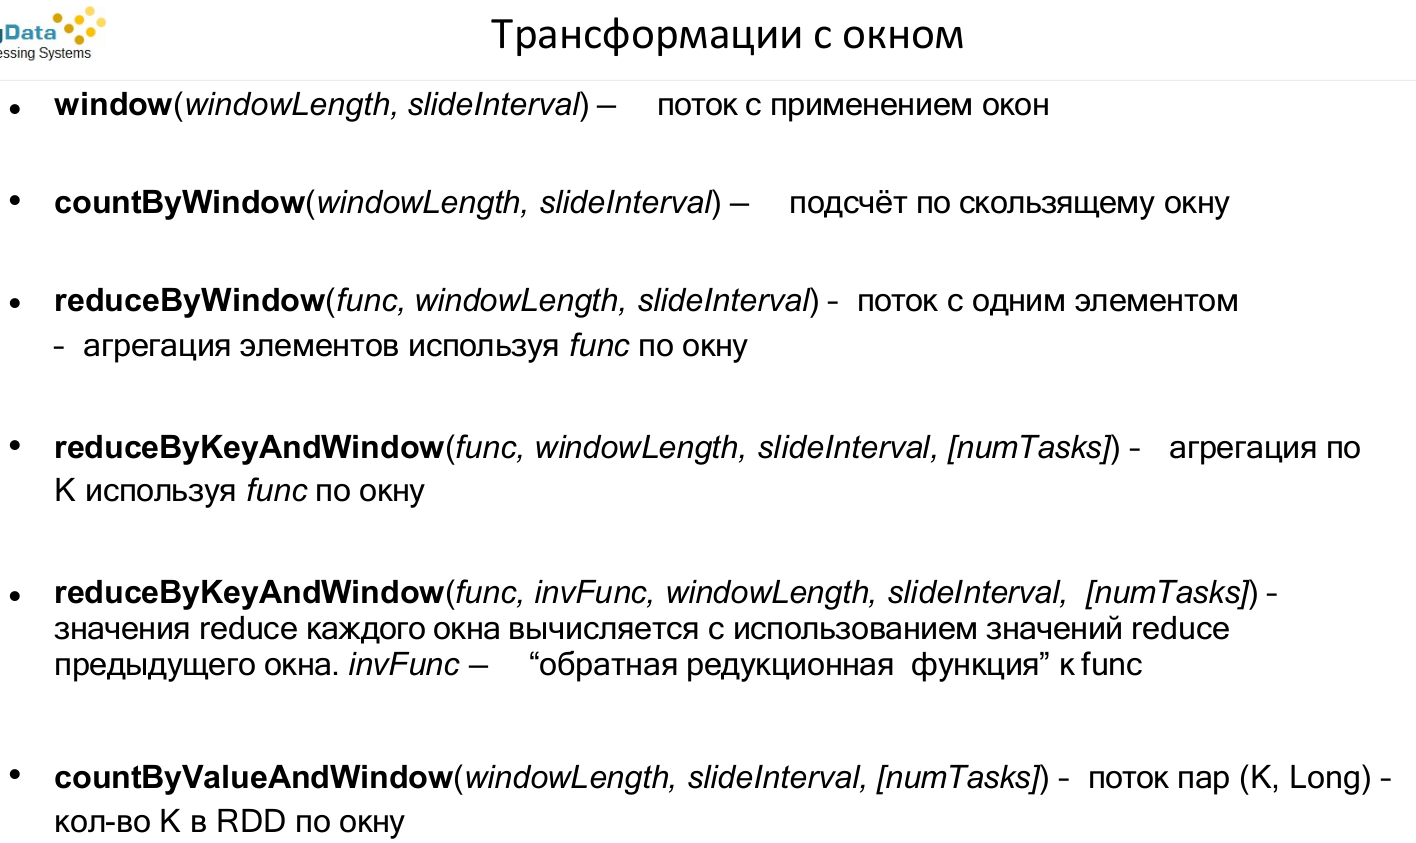 Data
Трансформации с окном
essing Systems
• window(windowLength, slideInterval) – поток с применением окон
• countByWindow(windowLength, slideInterval) – подсчёт по скользящему окну
• reduceByWindow(func, windowLength, slideInterval) - поток с одним элементом
- агрегация элементов используя func по окну
• reduceByKeyAndWindow(func, windowLength, slideInterval, [numTasks]) - агрегация по
K используя func по окну
• reduceByKeyAndWindow(func, invFunc, windowLength, slideInterval, [numTasks]) -
значения reduce каждого окна вычисляется с использованием значений reduce
предыдущего окна. invFunc – “обратная редукционная функция” к func
• countByValueAndWindow(windowLength, slideInterval, [numTasks]) - поток пар (K, Long) -
кол-во K в RDD по окну